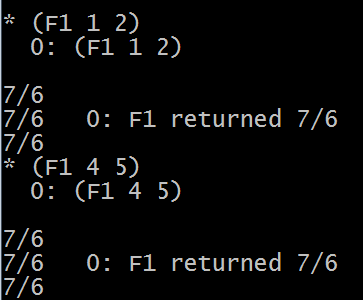 * (F1 1 2)
  0: (F1 1 2)

7/6
7/6   0: F1 returned 7/6
7/6
* (F1 4 5)
  0: (F1 4 5)

7/6
7/6   0: F1 returned 7/6
7/6